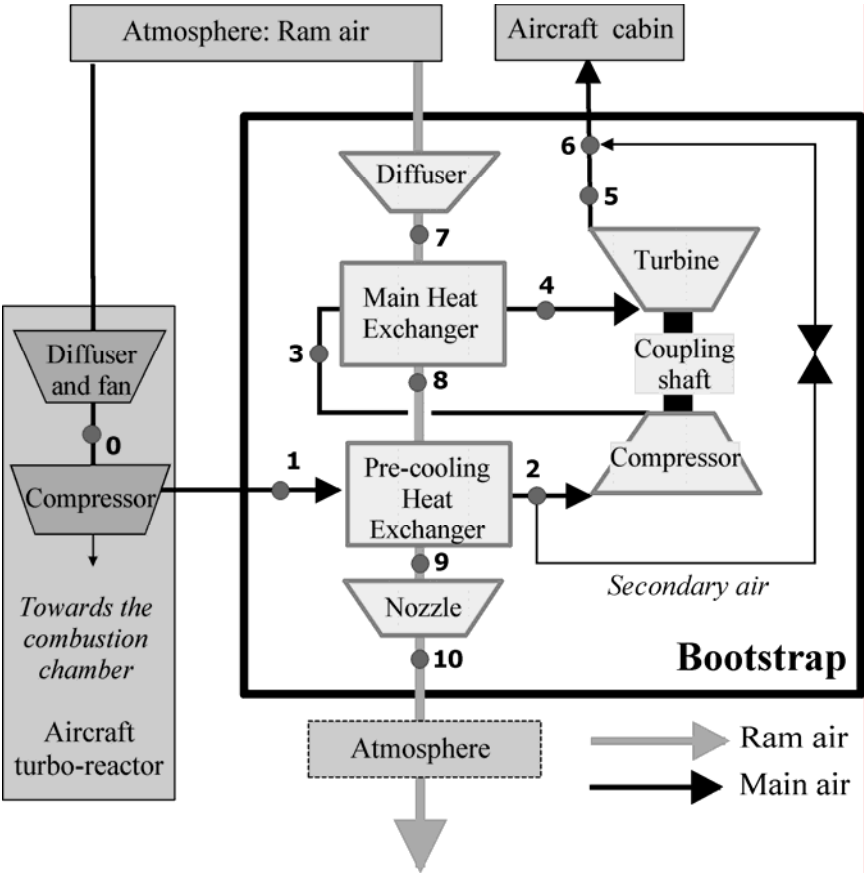 Atmosphere: Ram air
Aircraft cabin
6
5
Diffuser
7
Turbine
Main Heat
Exchanger
4
3
Coupling
shaft
8
Diffuser
and fan
0
Compressor
1
Pre-cooling
Heat
Exchanger
2
Compressor
9
Secondary air
Nozzle
10
Towards the
combustion
chamber
Aircraft
turbo-reactor
Bootstrap
Atmosphere
Ram air
Main air